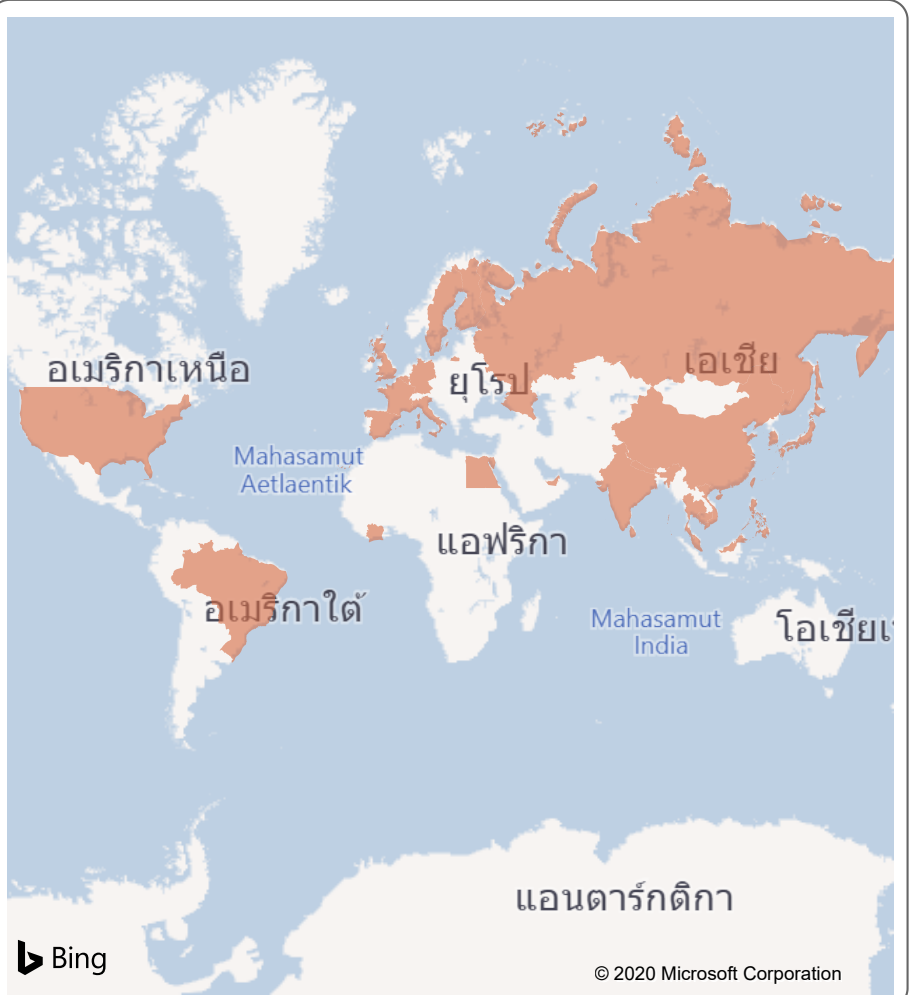 อเมริกาเหนือ
เอเชีย
ยุโรป
Mahasamut
Aetlaentik
แอฟริกา
อเมริกาใต้
Mahasamut
India
แอนตาร์กติกา
Bing
© 2020 Microsoft Corporation